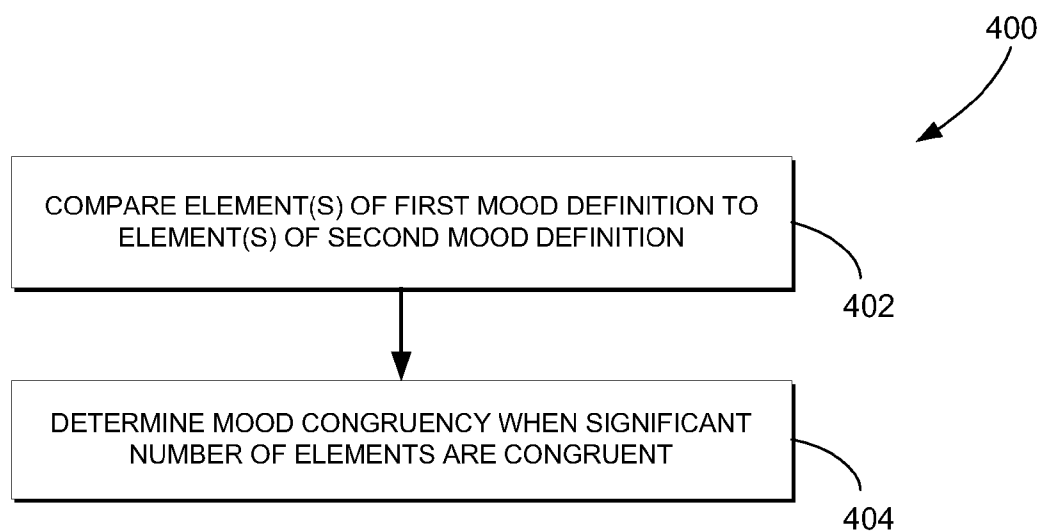 400
COMPARE ELEMENT(S) OF FIRST MOOD DEFINITION TO
ELEMENT(S) OF SECOND MOOD DEFINITION
402
DETERMINE MOOD CONGRUENCY WHEN SIGNIFICANT
NUMBER OF ELEMENTS ARE CONGRUENT
404